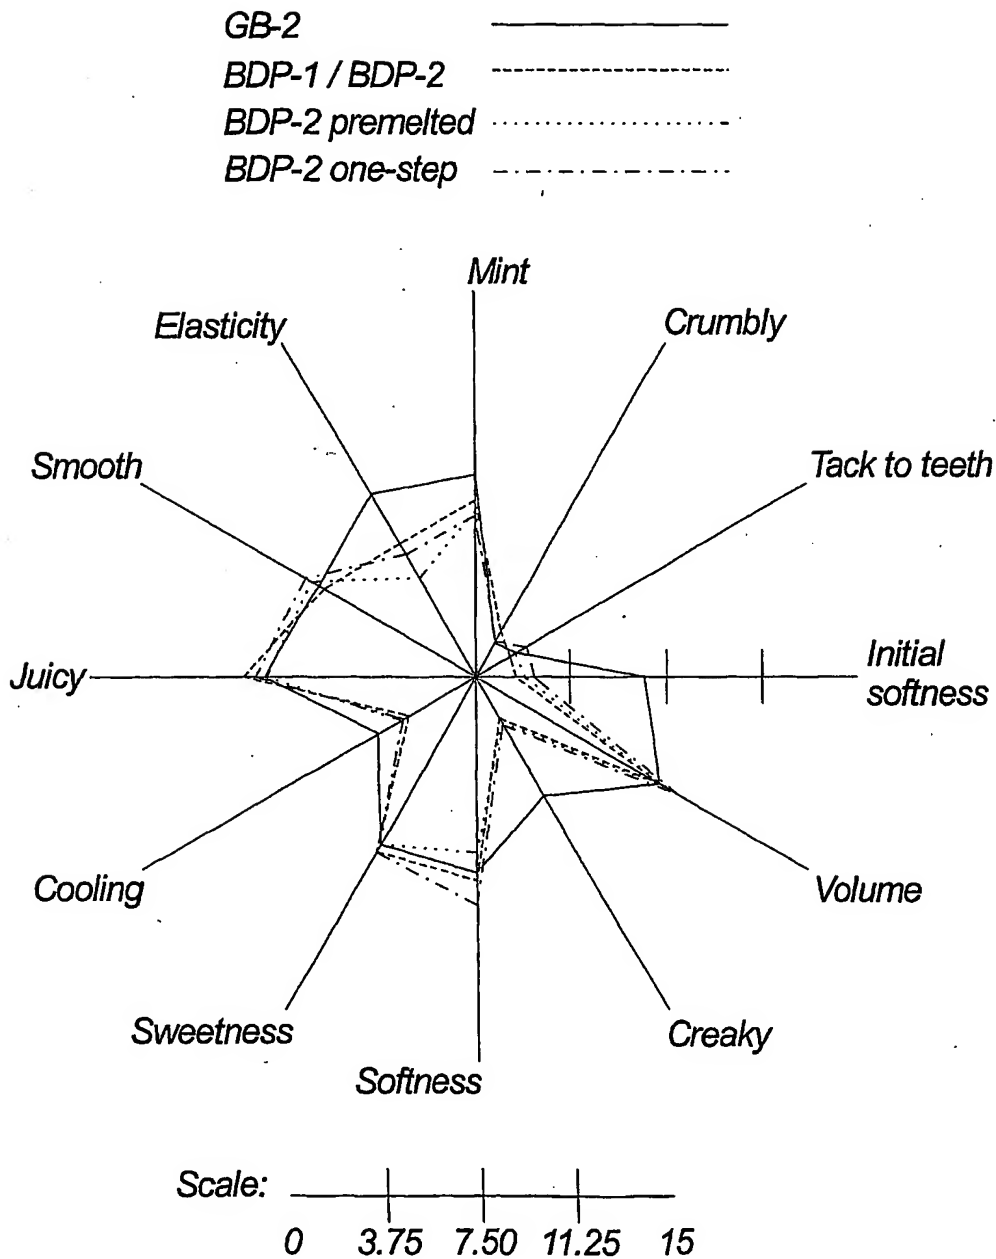 GB-2
BDP-1 / BDP-2
BDP-2 premelted
BDP-2 one-step
Mint
Elasticity
Crumbly
Smooth
Tack to teeth
Juicy
Initial
softness
Cooling
Volume
Sweetness
Creaky
Softness
Scale:
0 3.75 7.50 11.25 15